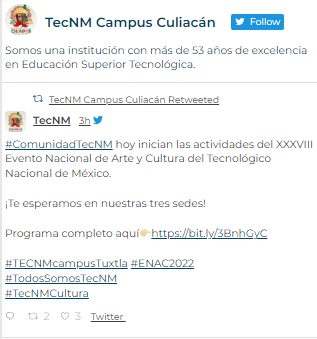 TecNM Campus Culiacán
Follow
Somos una institución con más de 53 años de excelencia
en Educación Superior Tecnológica.
TecNM Campus Culiacán Retweeted
TecNM 3h
#ComunidadTecNM hoy inician las actividades del XXXVIII
Evento Nacional de Arte y Cultura del Tecnológico
Nacional de México.
¡Te esperamos en nuestras tres sedes!
Programa completo aquí👉🏼https://bit.ly/3BnhGyC
#TECNMcampusTuxtla #ENAC2022
#TodosSomosTecNM
#TecNMCultura
2 3 Twitter